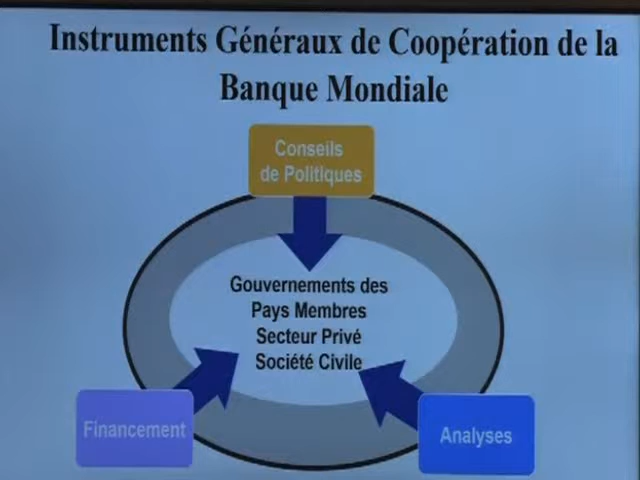 Instruments Généraux de Coopération de la
Banque Mondiale
Conseils
de Politiques
Gouvernements des
Pays Membres
Secteur Privé
Société Civile
Financement
Analyses